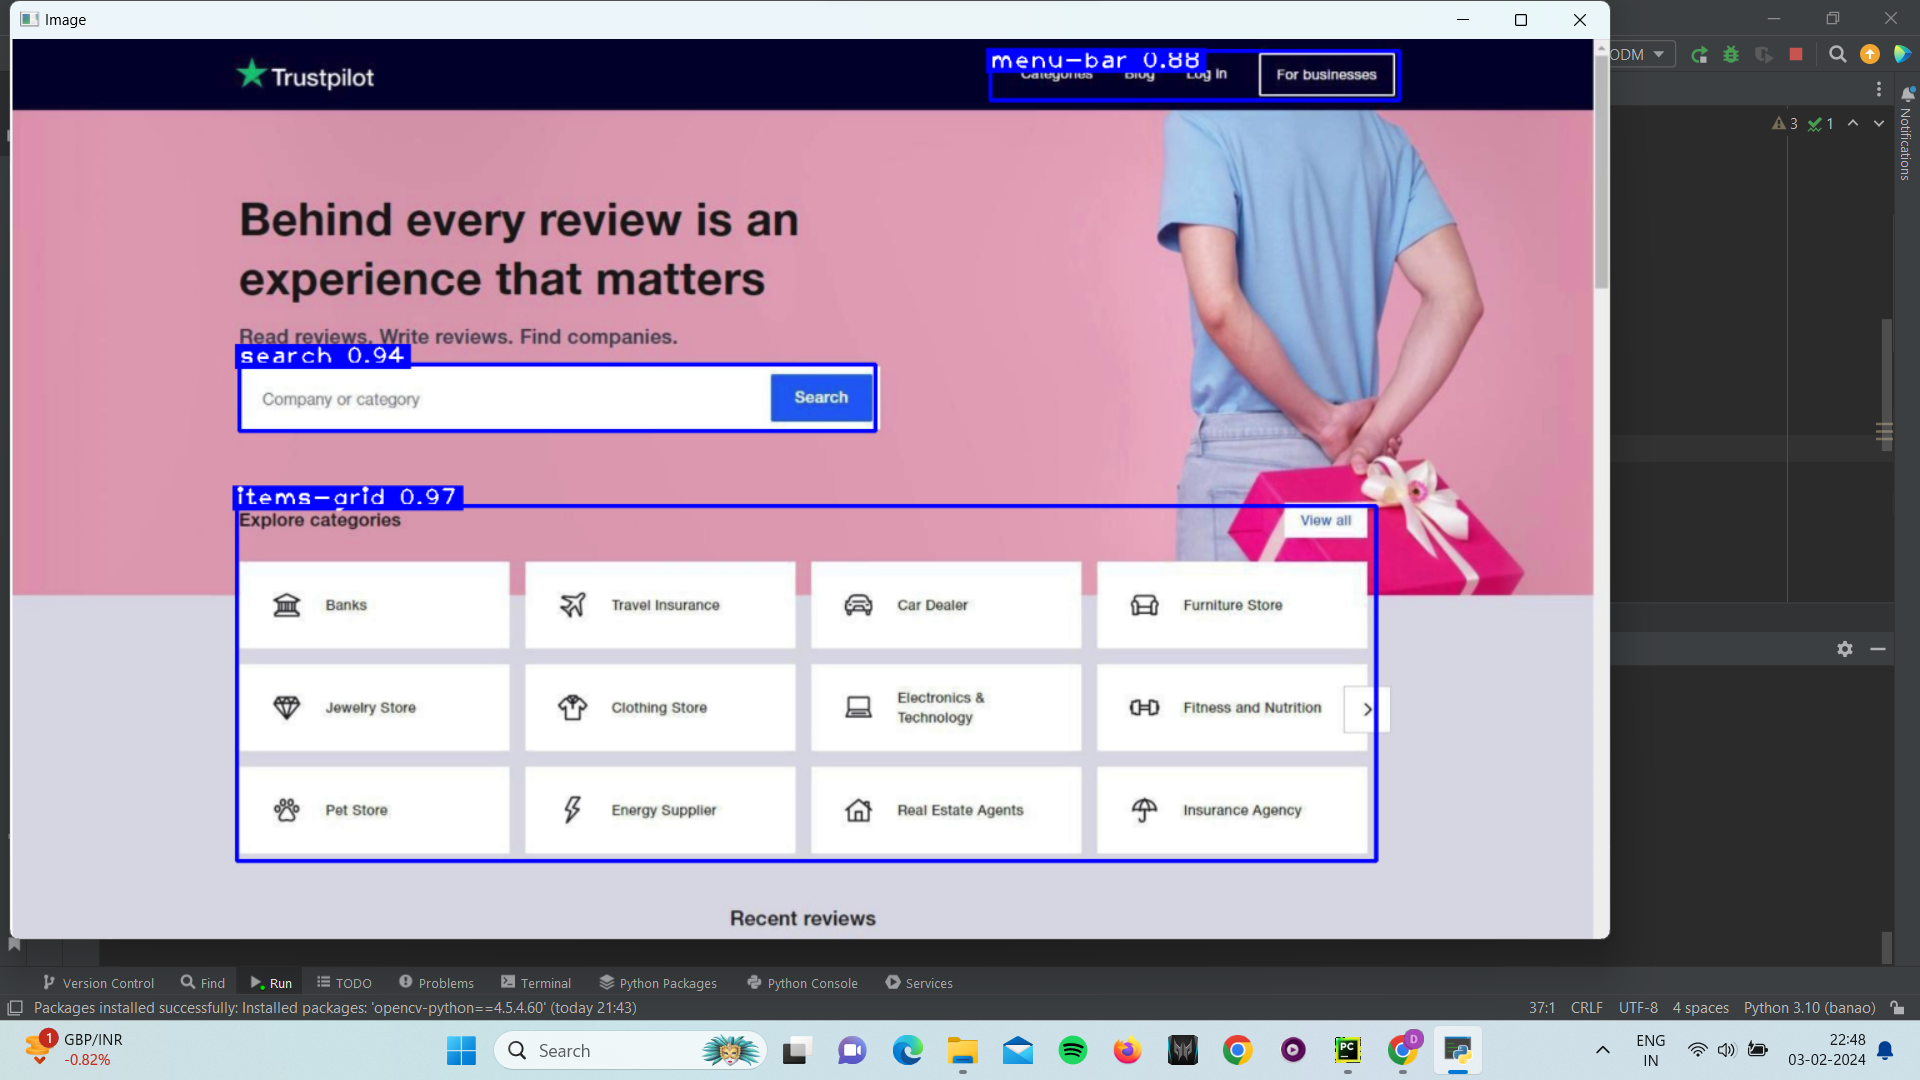 Image
ODM
Trustpilot
menu-bar 0.88
Categories Blog Log In For businesses
3 1
Notifications
Behind every review is an
experience that matters
Read reviews. Write reviews. Find companies.
search 0.94
Company or category Search
items-grid 0.97
Explore categories View all
Banks Travel Insurance Car Dealer Furniture Store
Jewelry Store Clothing Store Electronics & Technology Fitness and Nutrition
Pet Store Energy Supplier Real Estate Agents Insurance Agency
Recent reviews
Version Control Find Run TODO Problems Terminal Python Packages Python Console Services
Packages installed successfully: Installed packages: 'opencv-python==4.5.4.60' (today 21:43) 37:1 CRLF UTF-8 4 spaces Python 3.10 (banao)
1 GBP/INR
-0.82%
Search
PC
D
ENG
IN
22:48
03-02-2024